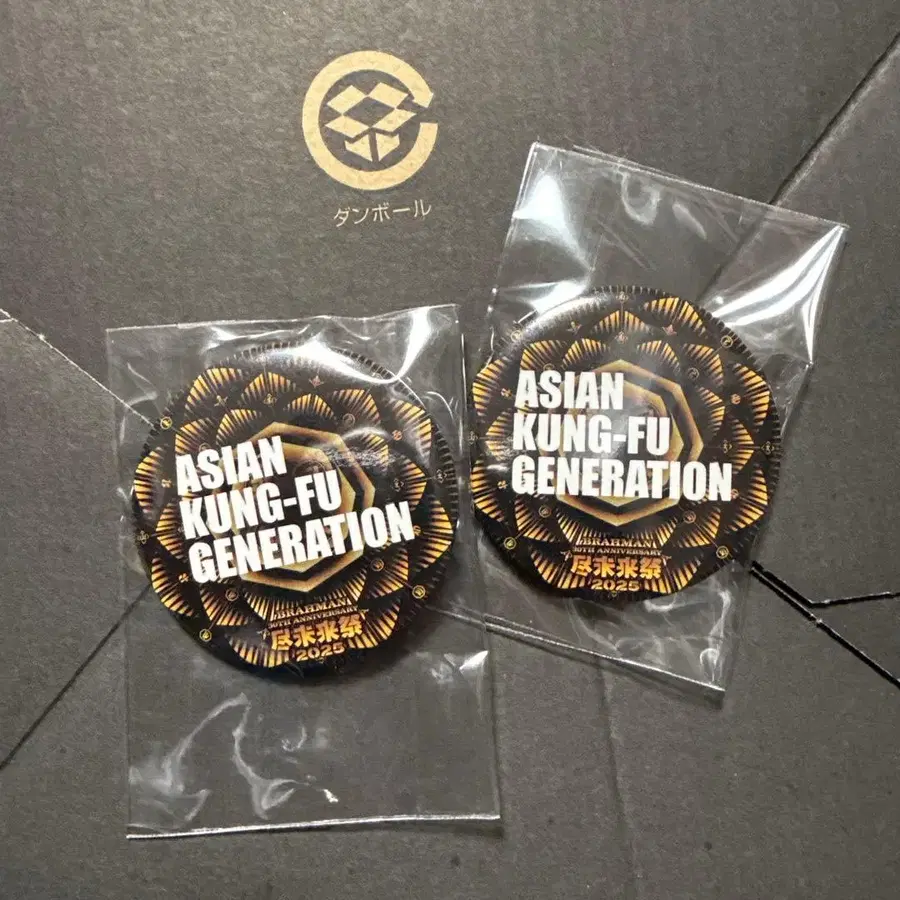 ダンボール
ASIAN
KUNG-FU
GENERATION
BRAHMAN
30TH ANNIVERSARY
尽未来祭
2025
ASIAN
KUNG-FU
GENERATION
BRAHMAN
30TH ANNIVERSARY
尽未来祭
2025